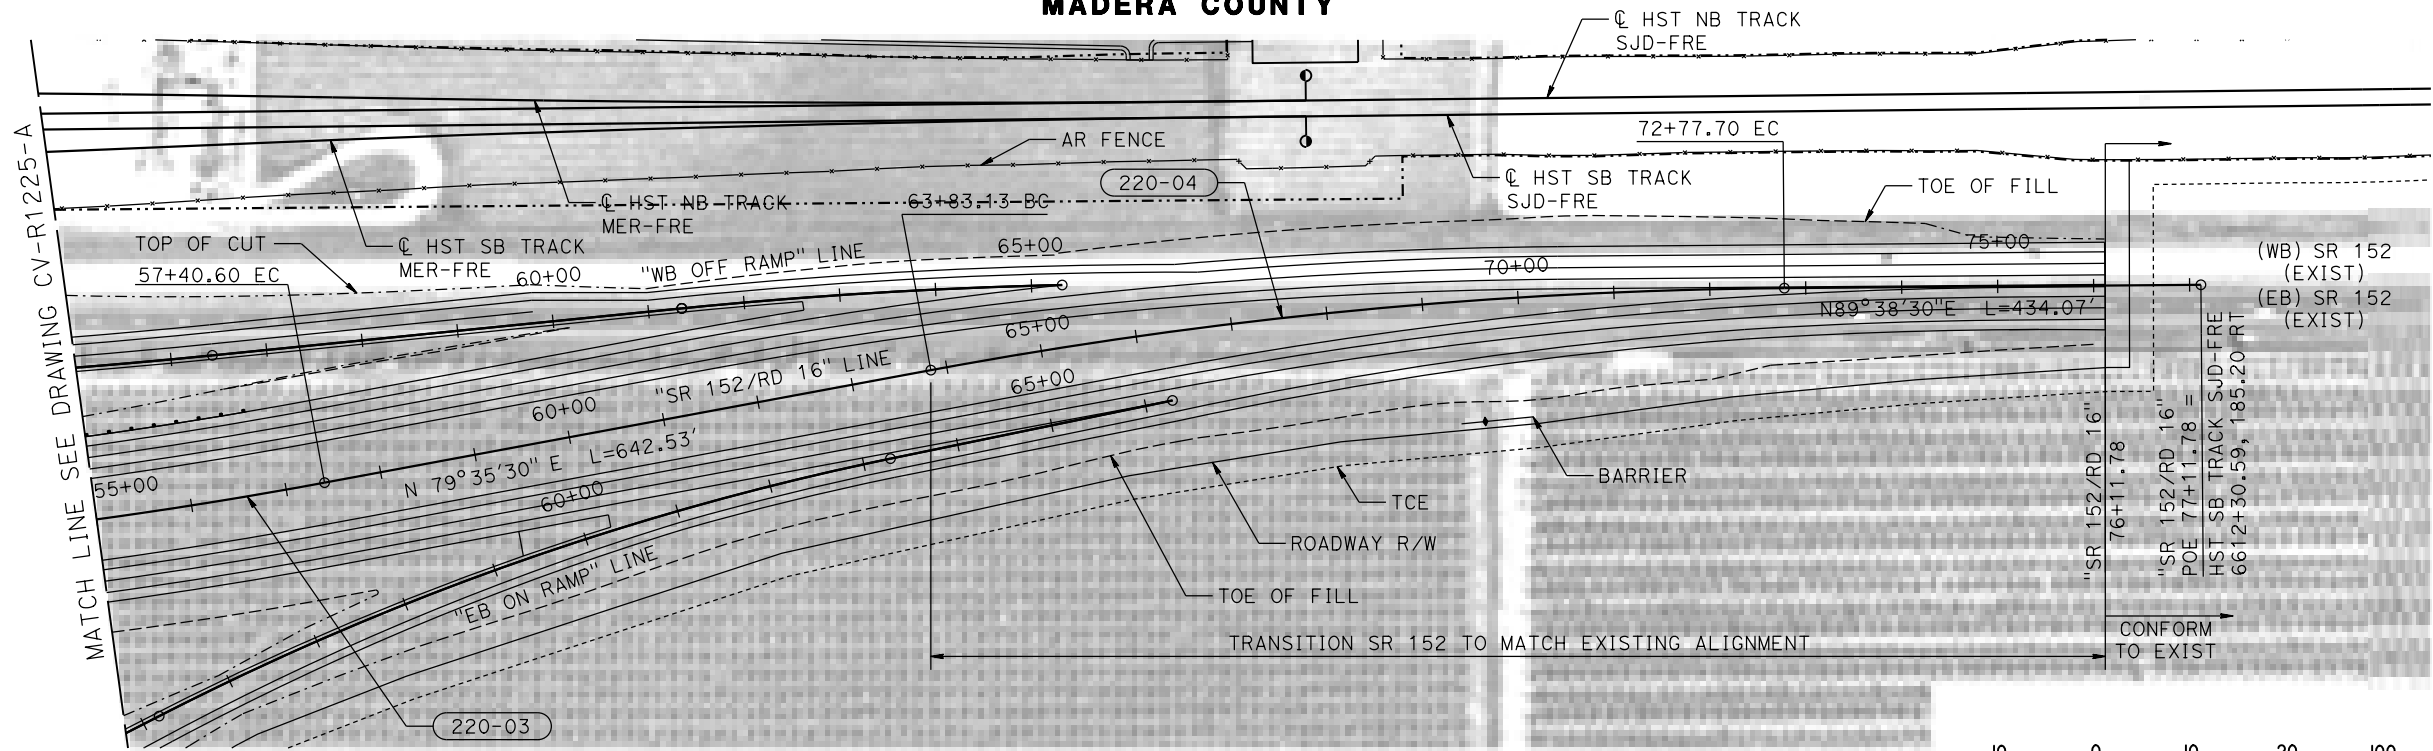 MADERA COUNTY
℄ HST NB TRACK
SJD-FRE
72+77.70 EC
AR FENCE
220-04
℄ HST SB TRACK
SJD-FRE
TOE OF FILL
℄ HST NB TRACK
MER-FRE
63+83.13 BC
TOP OF CUT
℄ HST SB TRACK
MER-FRE
57+40.60 EC
60+00
"WB OFF RAMP" LINE
65+00
70+00
75+00
(WB) SR 152
(EXIST)
(EB) SR 152
(EXIST)
N89°38'30"E L=434.07'
65+00
"SR 152/RD 16" LINE
60+00
65+00
N 79°35'30" E L=642.53'
55+00
60+00
"EB ON RAMP" LINE
MATCH LINE SEE DRAWING CV-R1225-A
BARRIER
TCE
ROADWAY R/W
TOE OF FILL
"SR 152/RD 16"
76+11.78
"SR 152/RD 16"
POE 77+11.78 =
HST SB TRACK SJD-FRE
6612+30.59, 185.20'RT
TRANSITION SR 152 TO MATCH EXISTING ALIGNMENT
CONFORM
TO EXIST
220-03
10 0 10 20 100